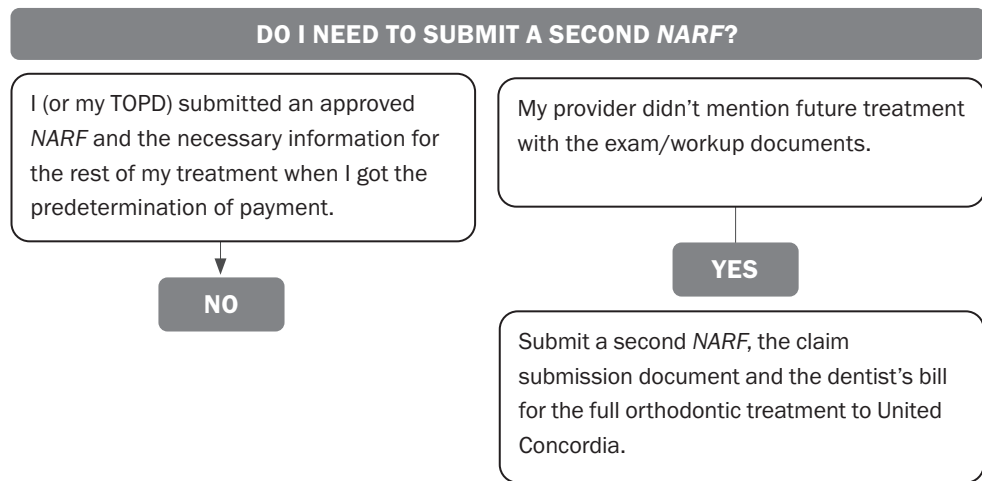 DO I NEED TO SUBMIT A SECOND NARF?
I (or my TOPD) submitted an approved
NARF and the necessary information for
the rest of my treatment when I got the
predetermination of payment.
NO
My provider didn’t mention future treatment
with the exam/workup documents.
YES
Submit a second NARF, the claim
submission document and the dentist’s bill
for the full orthodontic treatment to United
Concordia.